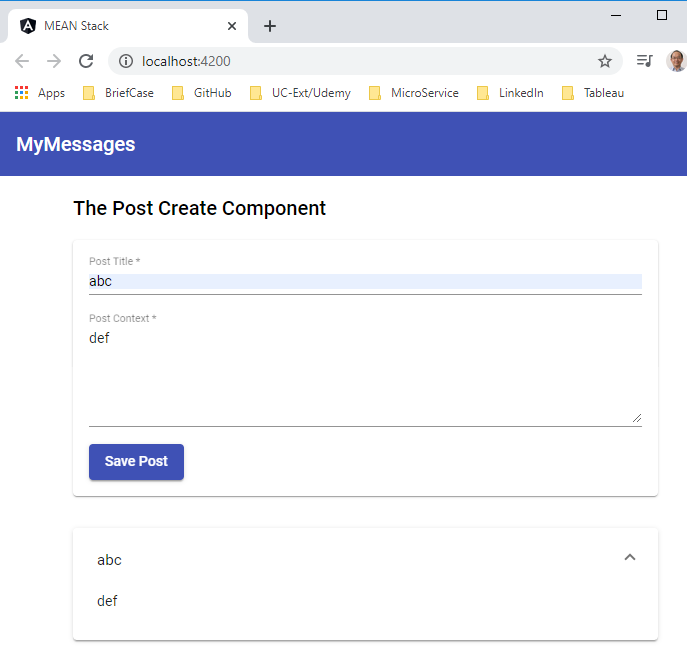 MEAN Stack
localhost:4200
Apps BriefCase GitHub UC-Ext/Udemy MicroService LinkedIn Tableau
MyMessages
The Post Create Component
Post Title *
abc
Post Context *
def
Save Post
abc
def